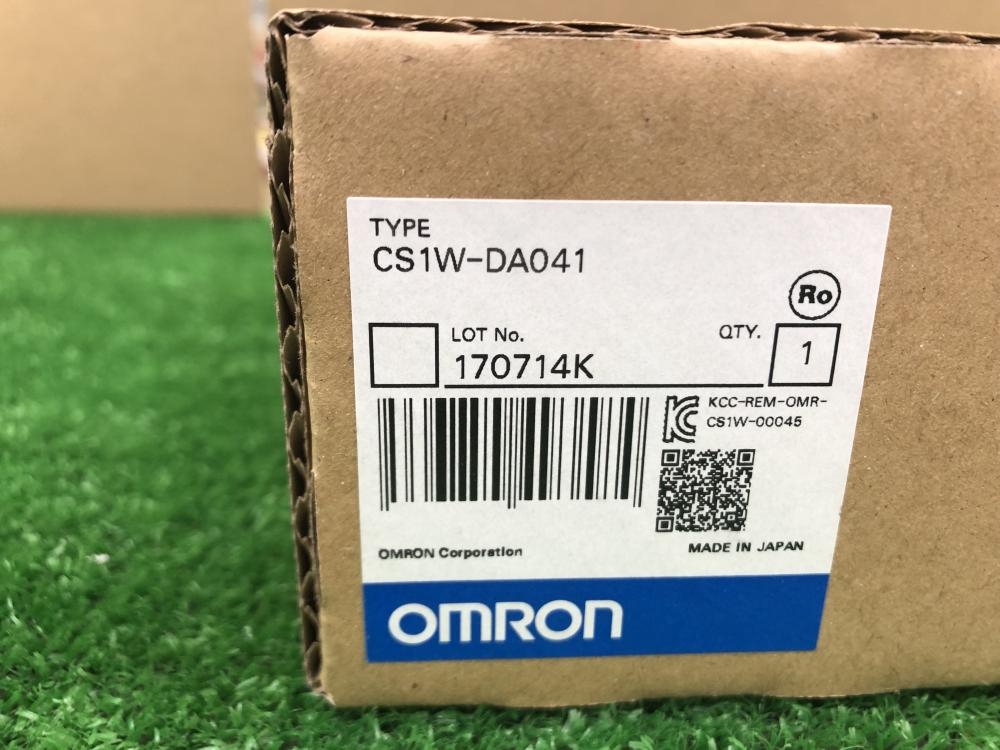 TYPE
CS1W-DA041
Ro
LOT No.
170714K
QTY.
1
KCC-REM-OMR-
CS1W-00045
OMRON Corporation
MADE IN JAPAN
OMRON